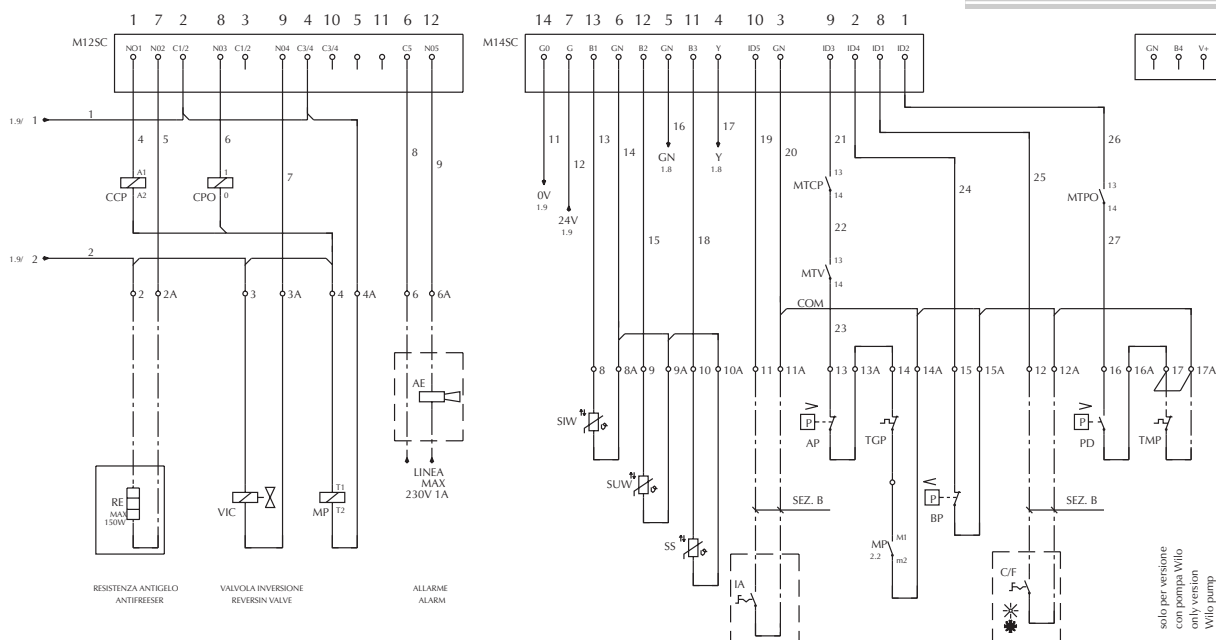 1 7 2 8 3 9 4 10 5 11 6 12
M12SC
NO1 N02 C1/2 N03 C1/2 N04 C3/4 C3/4 C5 N05
14 7 13 6 12 5 11 4 10 3 9 2 8 1
M14SC
G0 G B1 GN B2 GN B3 Y ID5 GN ID3 ID4 ID1 ID2
GN B4 V+
1.9/ 1
1
4 5 6 7 8 9
A1
CCP A2
1
CPO 0
1.9/ 2
2
2 2A 3 3A 4 4A 6 6A
11 12 13 14 16 17 19 20 21 26
GN
1.8
Y
1.8
0V
1.9
24V
1.9
15 18
13
MTCP
14
22
13
MTV
14
COM
23
24
25
13
MTPO
14
27
8 8A 9 9A 10 10A 11 11A 13 13A 14 14A 15 15A 12 12A 16 16A 17 17A
AE
LINEA
MAX
230V 1A
RE
MAX
150W
VIC
T1
MP
T2
SIW
SUW
SS
P
AP
TGP
P
BP
P
PD
TMP
SEZ. B
SEZ. B
M1
MP
2.2
m2
IA
C/F
RESISTENZA ANTIGELO
ANTIFREESER
VALVOLA INVERSIONE
REVERSIN VALVE
ALLARME
ALARM
solo per versione
con pompa Wilo
only version
Wilo pump